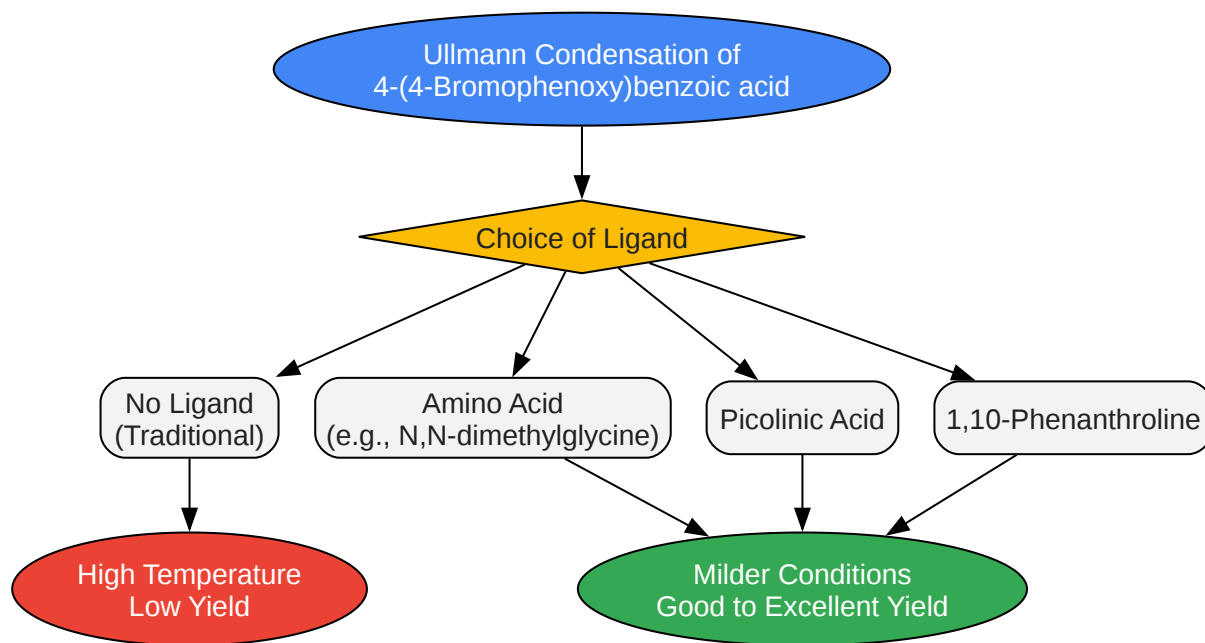 Ullmann Condensation of
4-(4-Bromophenoxy)benzoic acid
Choice of Ligand
No Ligand
(Traditional)
Amino Acid
(e.g., N,N-dimethylglycine)
Picolinic Acid
1,10-Phenanthroline
High Temperature
Low Yield
Milder Conditions
Good to Excellent Yield